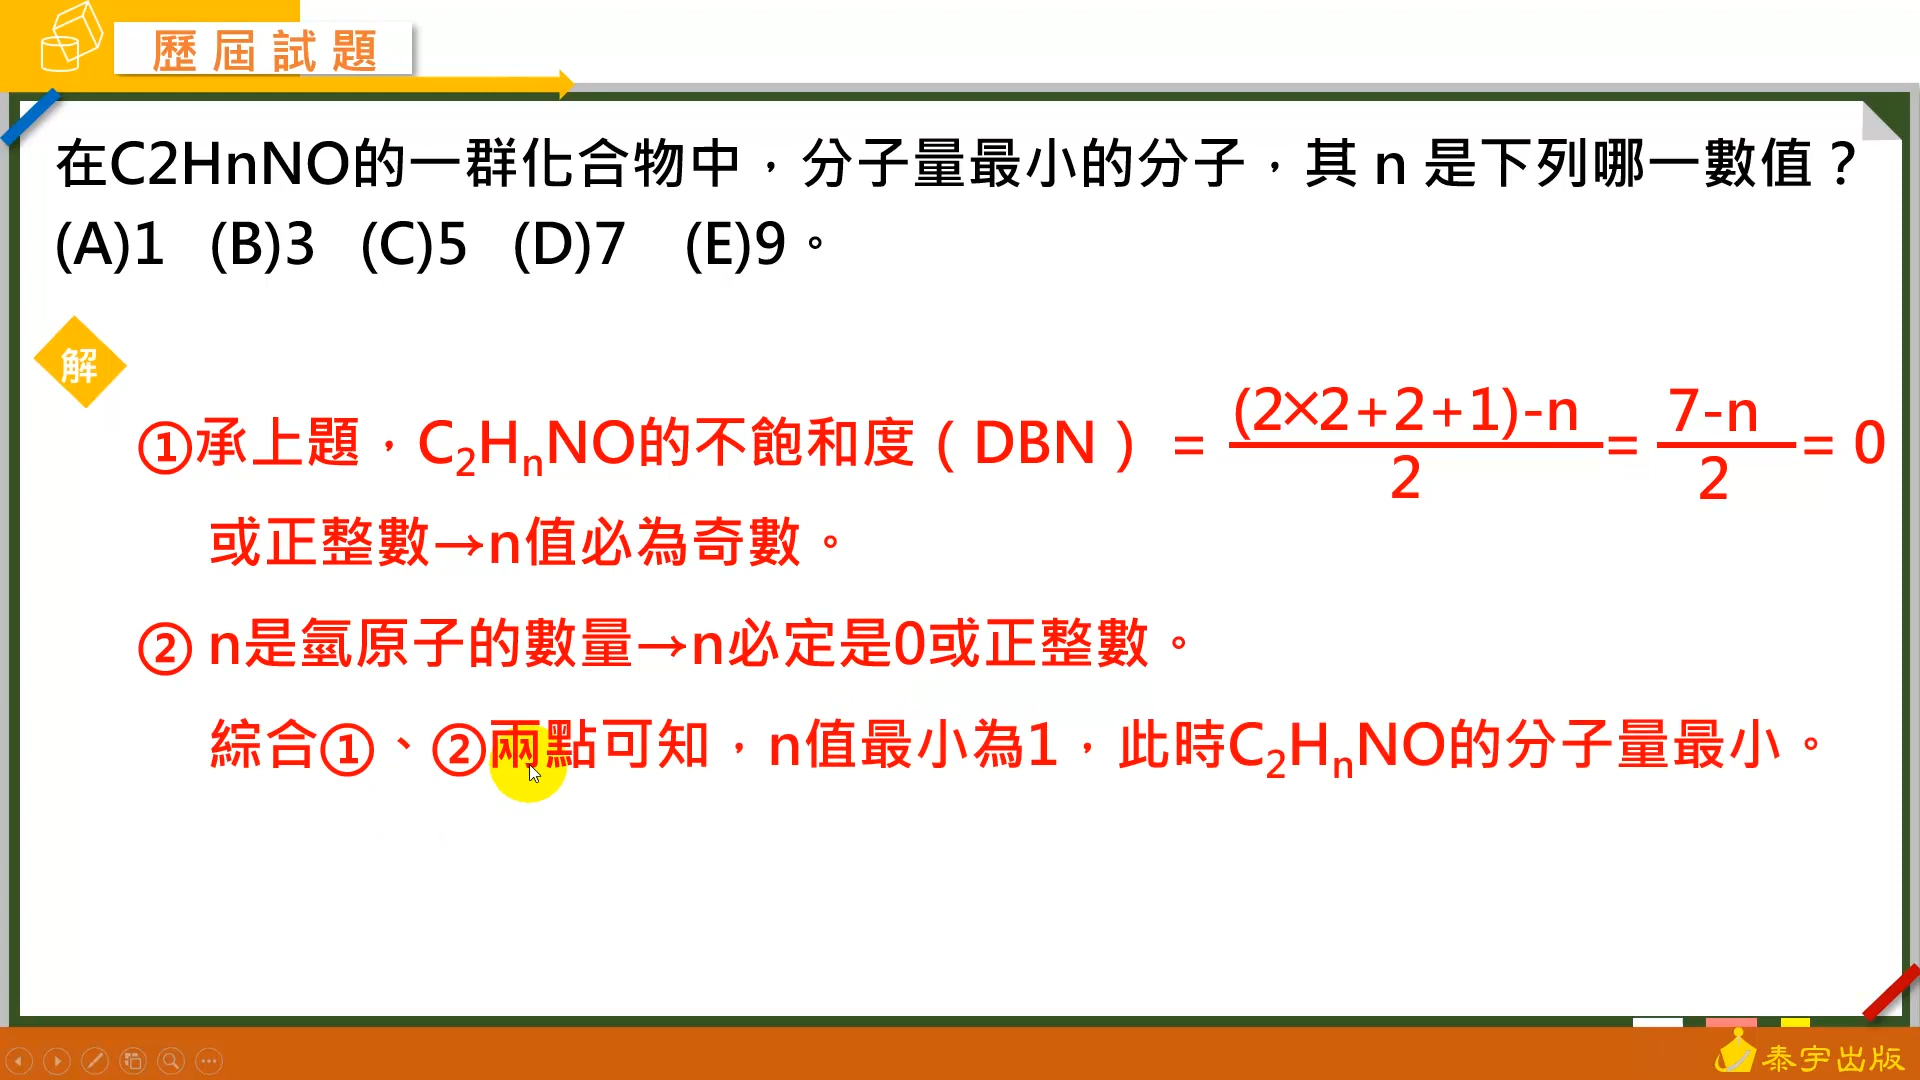 歷屆試題
在C2HnNO的一群化合物中，分子量最小的分子，其 n 是下列哪一數值？
(A)1 (B)3 (C)5 (D)7 (E)9。
解
①承上題，C₂HₙNO的不飽和度（DBN）= (2×2+2+1)-n / 2 = 7-n / 2 = 0
或正整數→n值必為奇數。
② n是氫原子的數量→n必定是0或正整數。
綜合①、②兩點可知，n值最小為1，此時C₂HₙNO的分子量最小。
泰宇出版